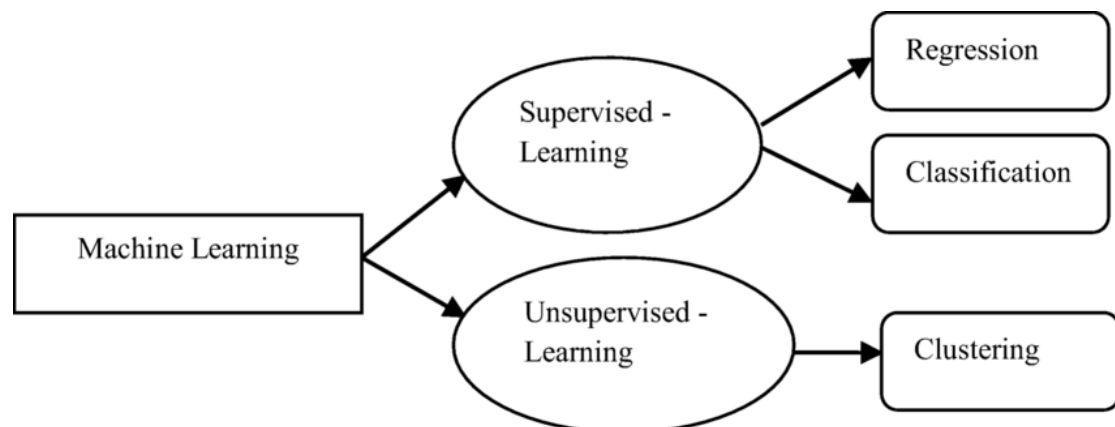 Regression
Supervised -
Learning
Classification
Machine Learning
Unsupervised -
Learning
Clustering